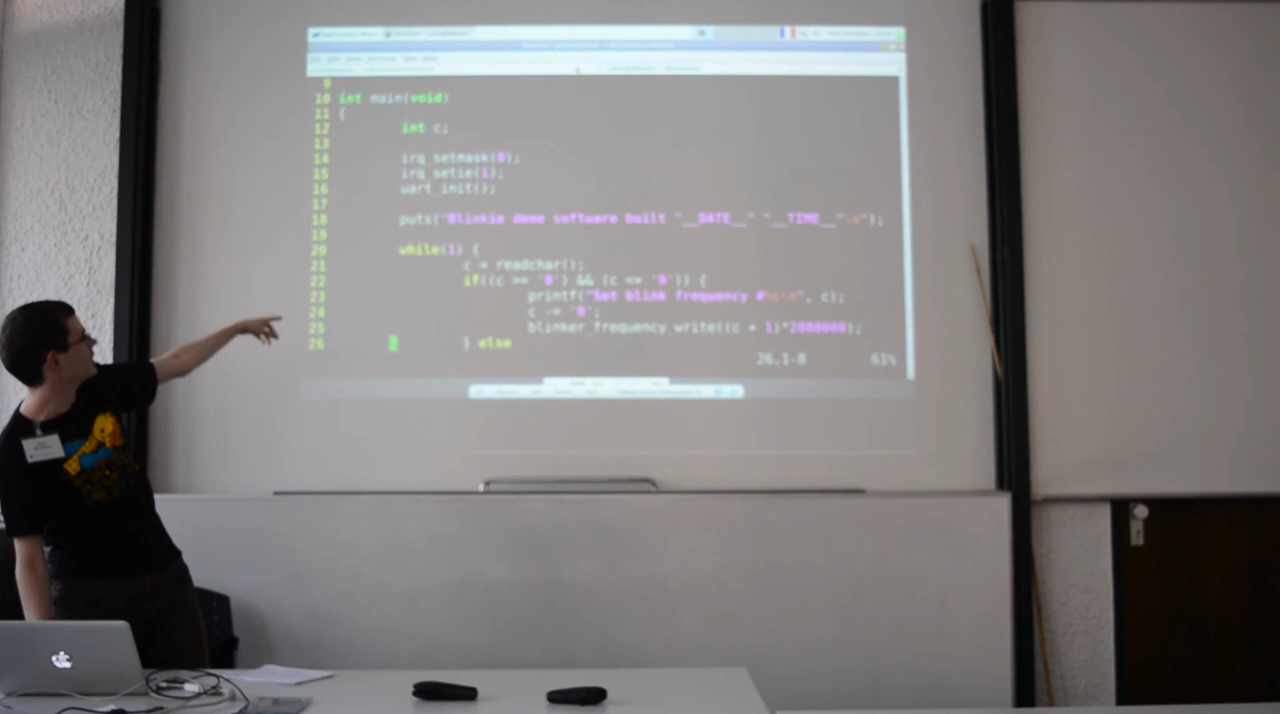 9
10 int main(void)
11 {
12 int c;
13
14 irq_setmask(0);
15 irq_setie(1);
16 uart_init();
17
18 puts("Blinkie demo software built "__DATE__" "__TIME__"\n");
19
20 while(1) {
21 c = readchar();
22 if((c >= '0') && (c <= '9')) {
23 printf("Set blink frequency #%c\n", c);
24 c -= '0';
25 blinker_frequency_write((c + 1)*2000000);
26 } else
26,1-8 61%